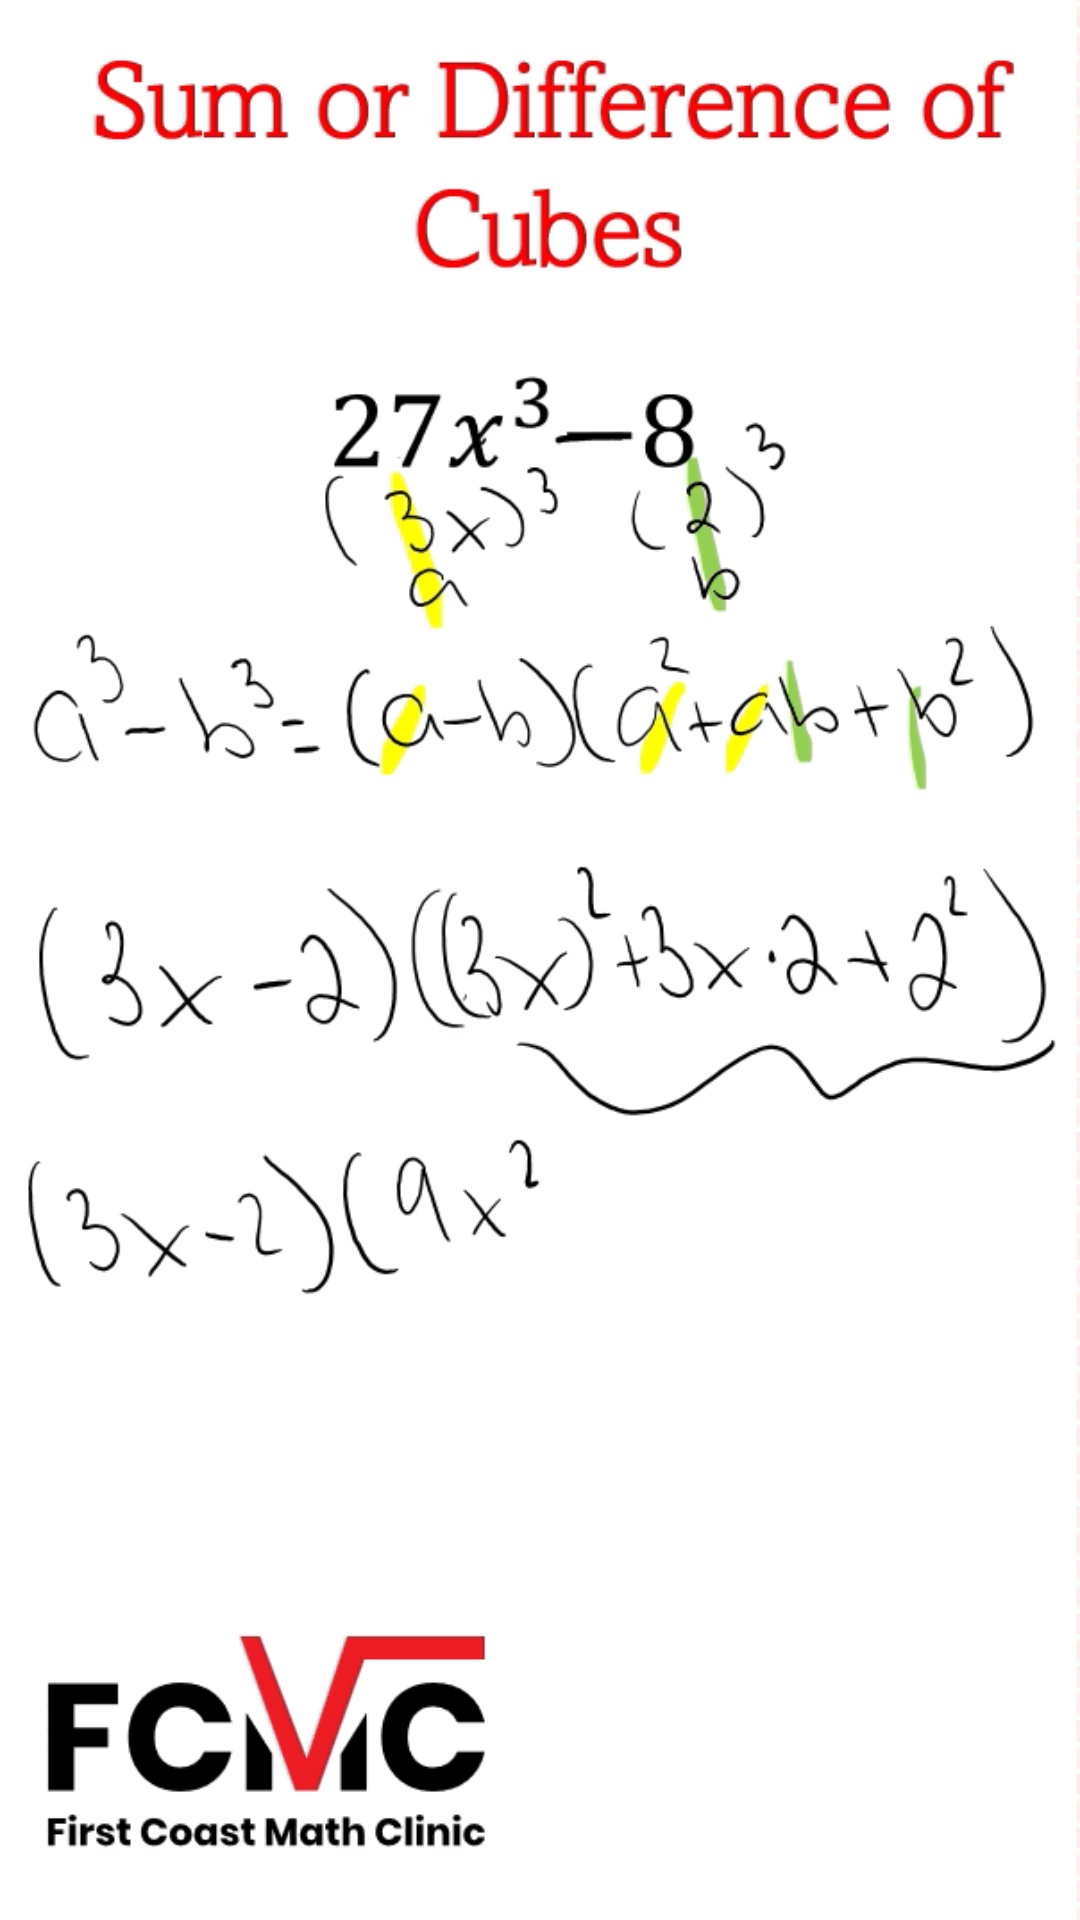 Sum or Difference of
Cubes
27x³−8
(3x)³ (2)³
a b
a³-b³=(a-b)(a²+ab+b²)
(3x-2)((3x)²+3x·2+2²)
(3x-2)(9x²
FCMC
First Coast Math Clinic